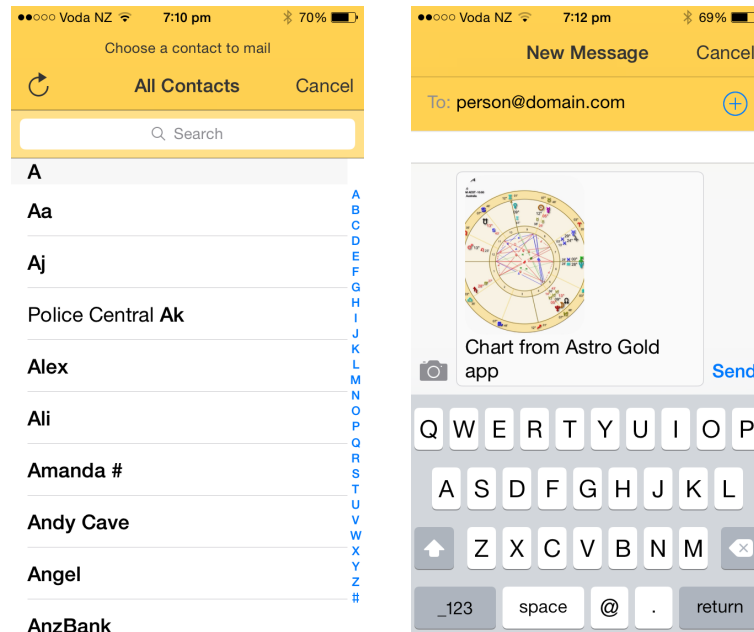 Voda NZ 7:10 pm 70%
Choose a contact to mail
All Contacts Cancel
Search
A
Aa
Aj
Police Central Ak
Alex
Ali
Amanda #
Andy Cave
Angel
AnzBank
A
B
C
D
E
F
G
H
I
J
K
L
M
N
O
P
Q
R
S
T
U
V
W
X
Y
Z
#
Voda NZ 7:12 pm 69%
New Message Cancel
To: person@domain.com
Chart from Astro Gold
app
Send
Q W E R T Y U I O P
A S D F G H J K L
Z X C V B N M
_123 space @ . return